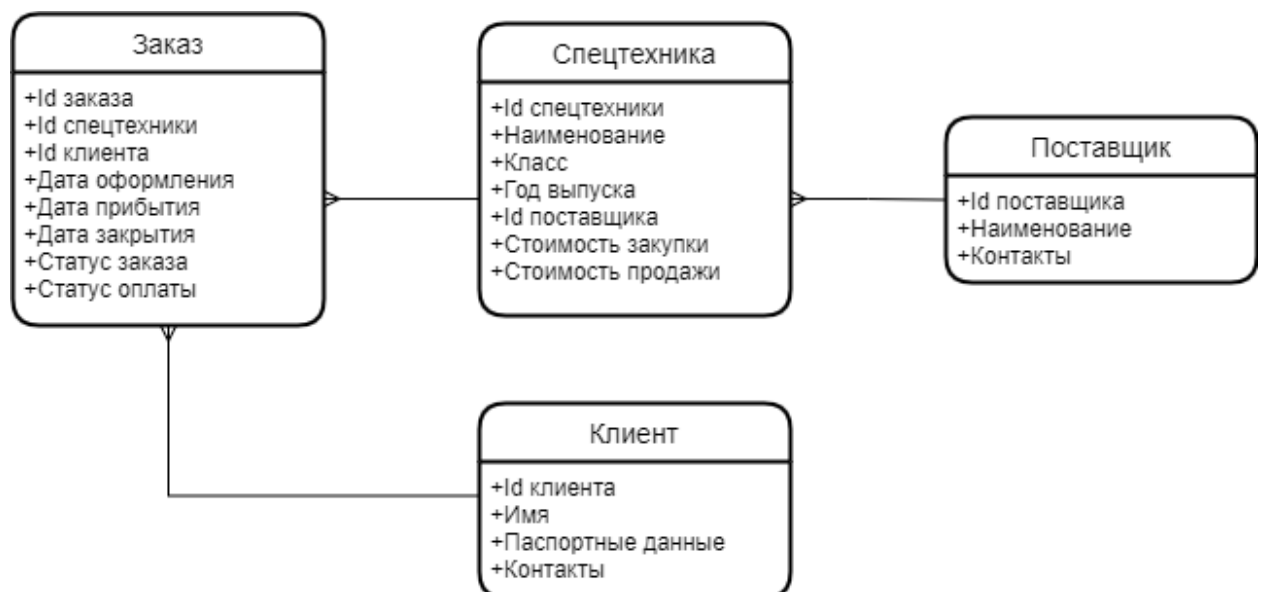 Заказ
+Id заказа
+Id спецтехники
+Id клиента
+Дата оформления
+Дата прибытия
+Дата закрытия
+Статус заказа
+Статус оплаты
Спецтехника
+Id спецтехники
+Наименование
+Класс
+Год выпуска
+Id поставщика
+Стоимость закупки
+Стоимость продажи
Поставщик
+Id поставщика
+Наименование
+Контакты
Клиент
+Id клиента
+Имя
+Паспортные данные
+Контакты